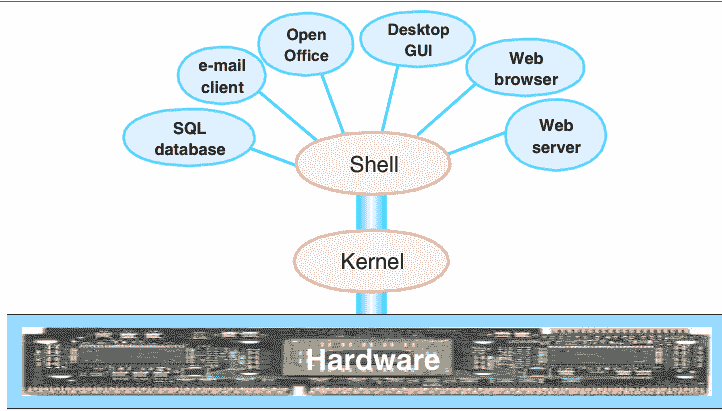 Open
Office
Desktop
GUI
e-mail
client
Web
browser
SQL
database
Web
server
Shell
Kernel
Hardware